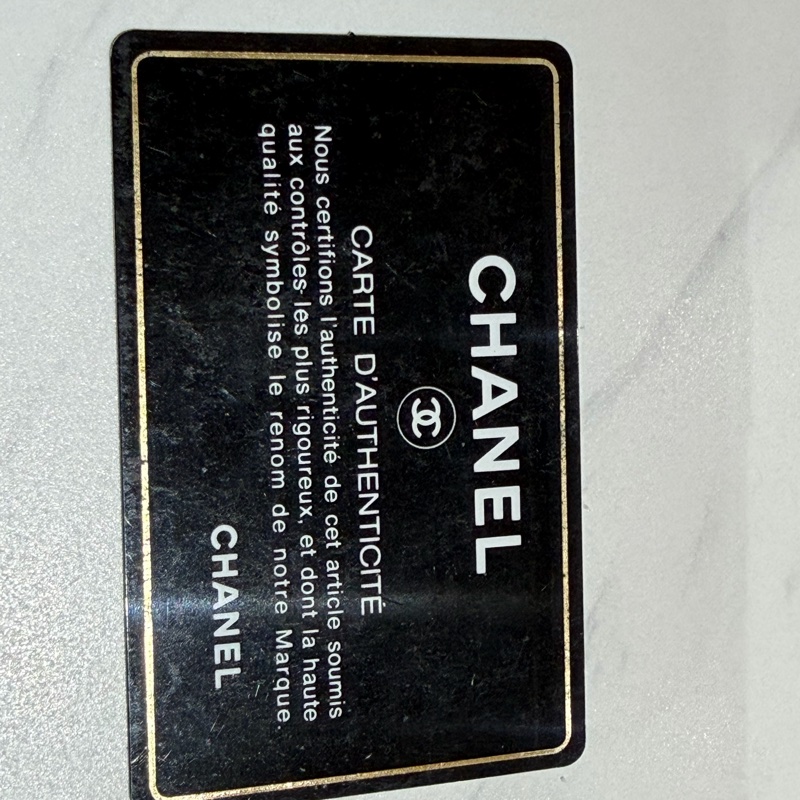 CHANEL
CARTE D'AUTHENTICITÉ
Nous certifions l'authenticité de cet article soumis
aux contrôles les plus rigoureux, et dont la haute
qualité symbolise le renom de notre Marque.
CHANEL